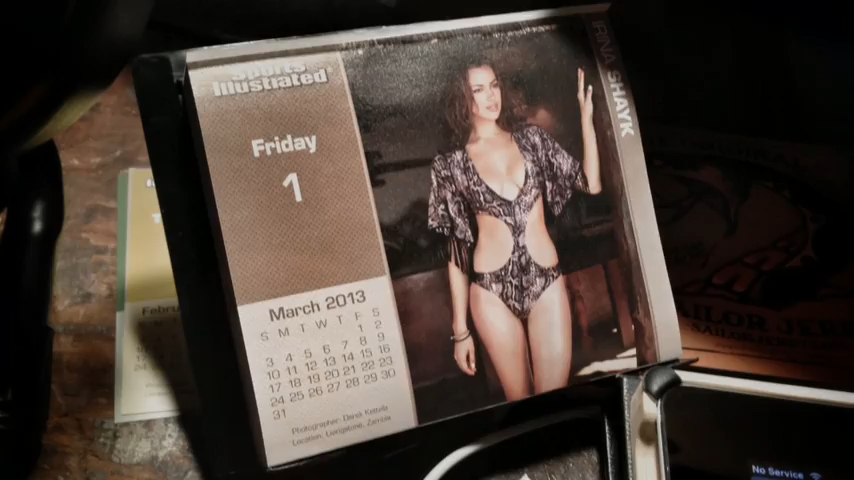 Sports
Illustrated
Friday
1
March 2013
S M T W T F S
1 2
3 4 5 6 7 8 9
10 11 12 13 14 15 16
17 18 19 20 21 22 23
24 25 26 27 28 29 30
31
Photographer:
Location: Livingstone, Zambia
IRINA SHAYK
Februa
No Service